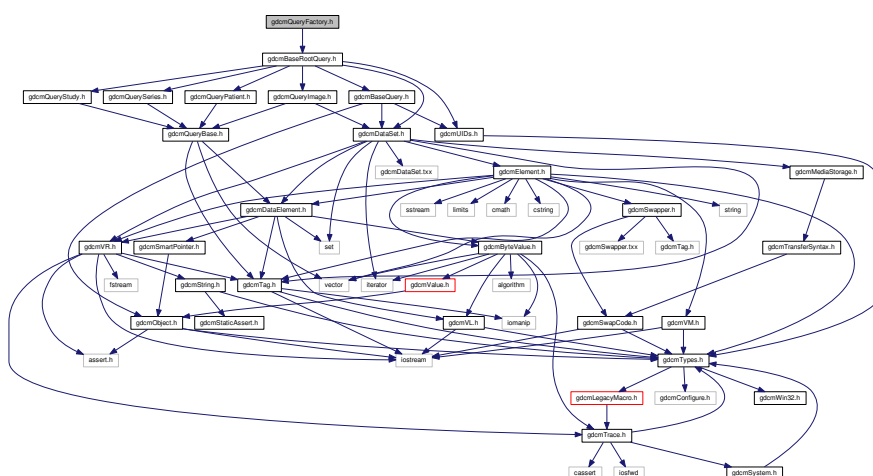 gdcmQueryFactory.h
gdcmBaseRootQuery.h
gdcmQueryStudy.h
gdcmQuerySeries.h
gdcmQueryPatient.h
gdcmQueryImage.h
gdcmBaseQuery.h
gdcmQueryBase.h
gdcmDataSet.h
gdcmUIDs.h
gdcmDataSet.txx
gdcmElement.h
gdcmMediaStorage.h
gdcmDataElement.h
sstream
limits
cmath
cstring
gdcmSwapper.h
string
gdcmVR.h
gdcmSmartPointer.h
set
gdcmByteValue.h
gdcmSwapper.txx
gdcmTag.h
gdcmTransferSyntax.h
fstream
gdcmString.h
gdcmTag.h
vector
iterator
gdcmValue.h
algorithm
gdcmObject.h
gdcmStaticAssert.h
gdcmVL.h
iomanip
gdcmSwapCode.h
gdcmVM.h
assert.h
iostream
gdcmTypes.h
gdcmLegacyMacro.h
gdcmConfigure.h
gdcmWin32.h
gdcmTrace.h
cassert
iosfwd
gdcmSystem.h